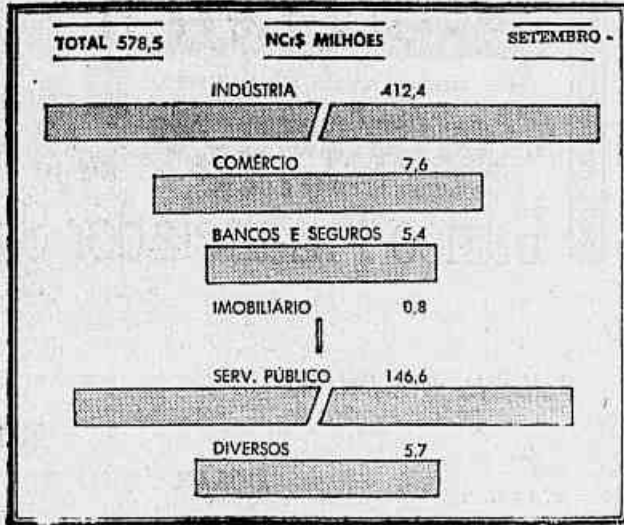 TOTAL 578,5 NCr$ MILHÕES SETEMBRO -
INDÚSTRIA 412,4
COMÉRCIO 7,6
BANCOS E SEGUROS 5,4
IMOBILIÁRIO 0,8
SERV. PÚBLICO 146,6
DIVERSOS 5,7